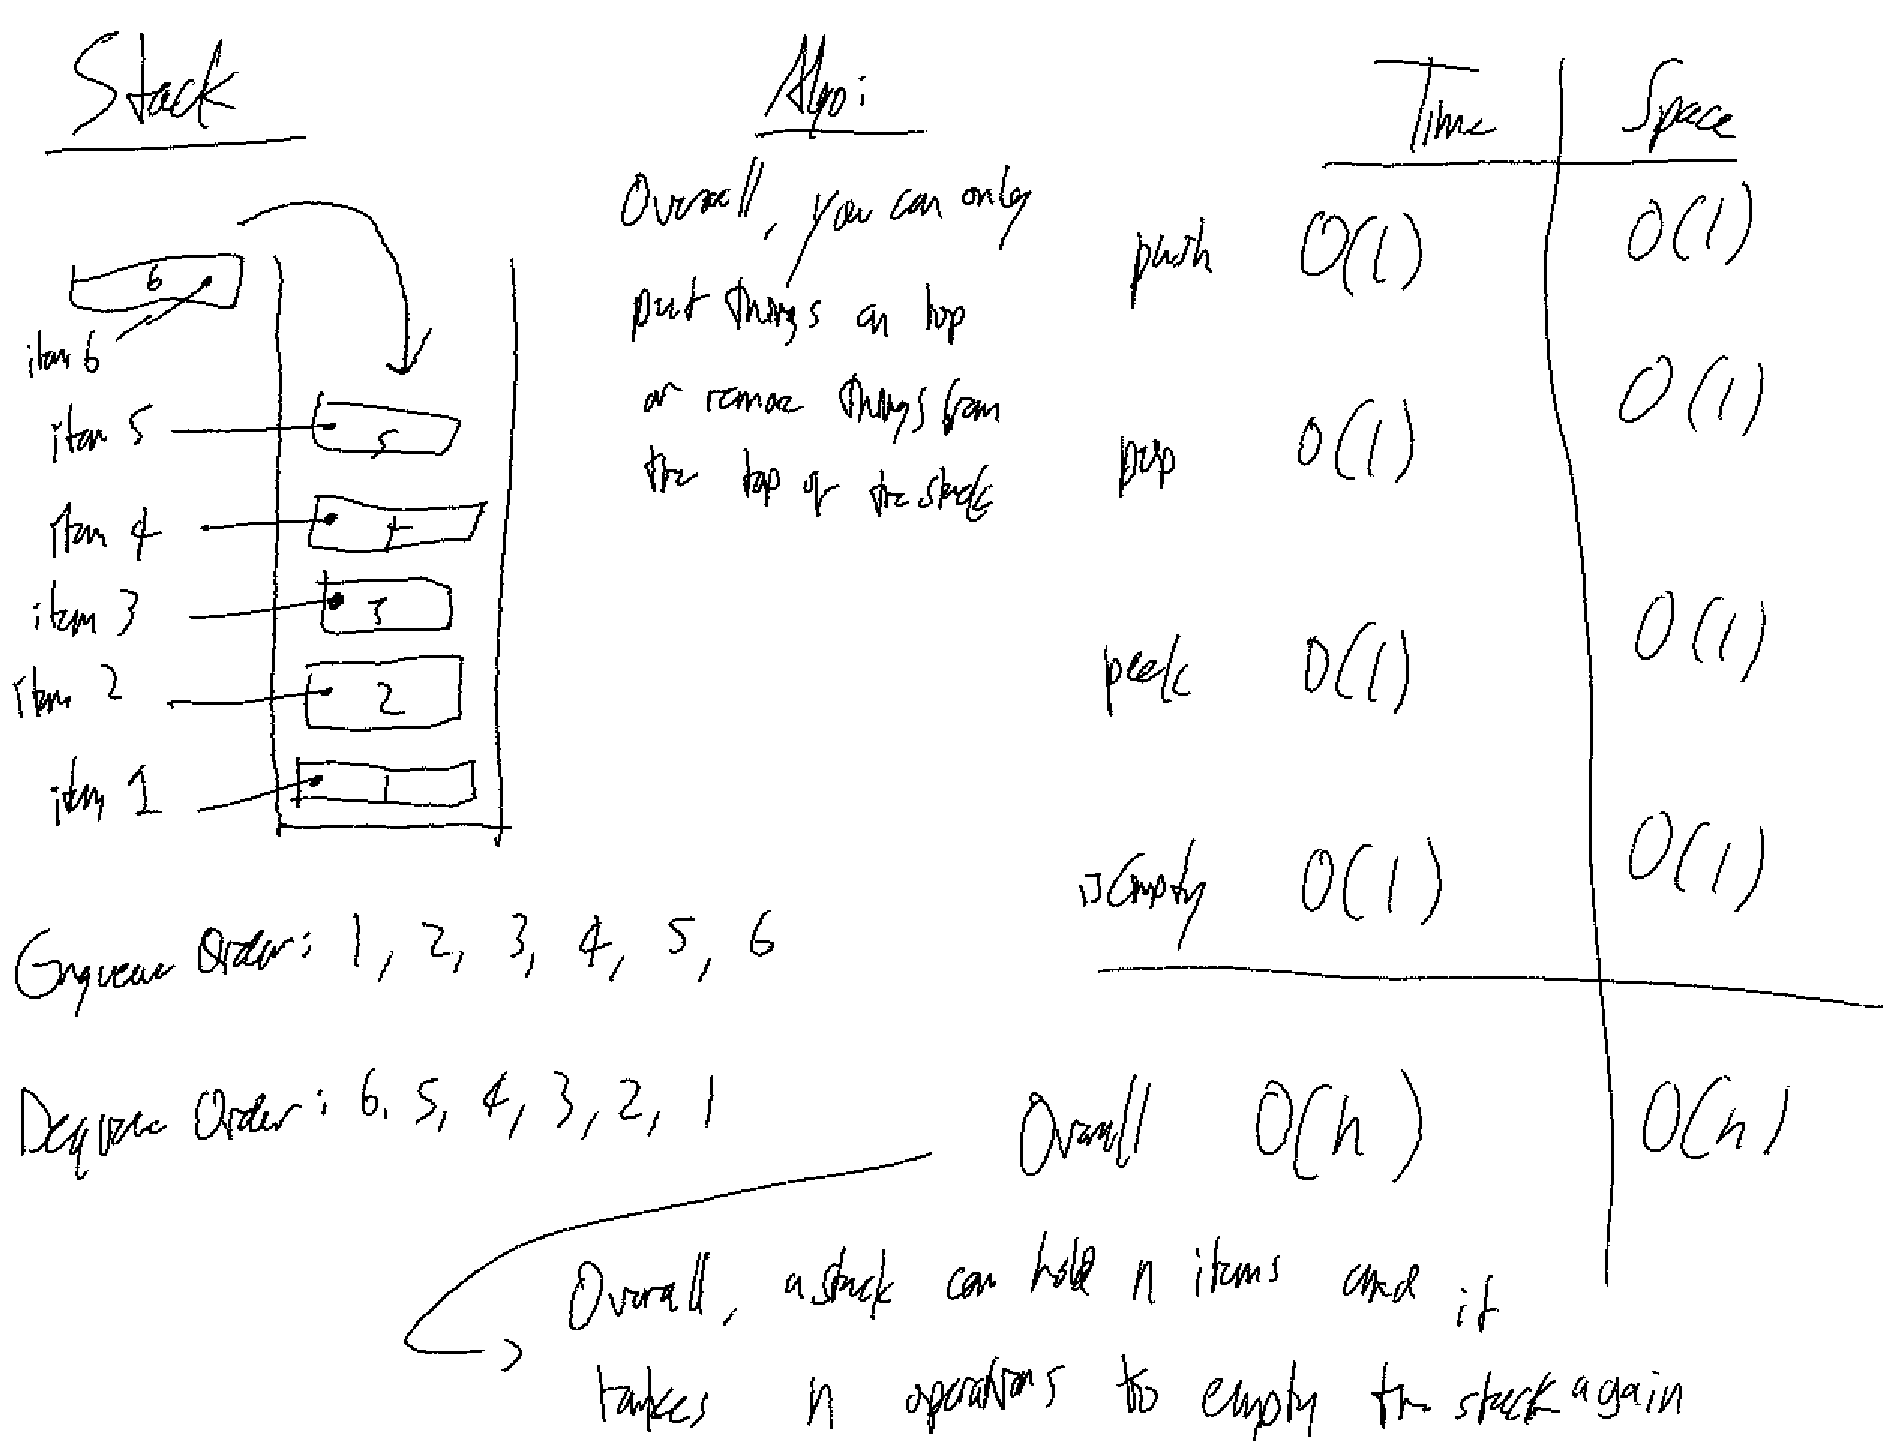 Stack
6
item 6
item 5
5
item 4
4
item 3
3
item 2
2
item 1
1
Enqueue Order: 1, 2, 3, 4, 5, 6
Dequeue Order: 6, 5, 4, 3, 2, 1
Algo:
Overall, you can only
put things on top
or remove things from
the top of the stack
Time Space
push O(1) O(1)
pop O(1) O(1)
peek O(1) O(1)
isEmpty O(1) O(1)
Overall O(n) O(n)
Overall, a stack can hold n items and it
takes n operations to empty the stack again